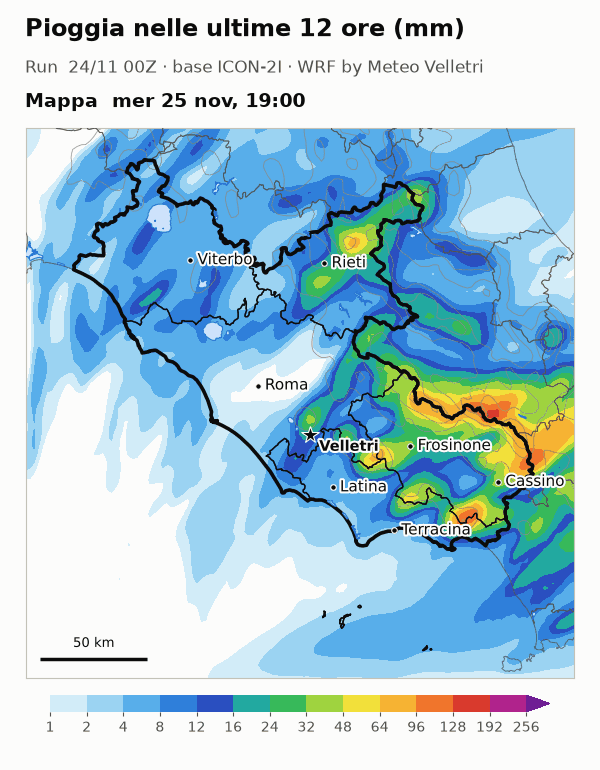 Pioggia nelle ultime 12 ore (mm)
Run  24/11 00Z · base ICON-2I · WRF by Meteo Velletri
Mappa  mer 25 nov, 19:00
Viterbo
Rieti
Roma
Velletri
Frosinone
Cassino
Latina
Terracina
50 km
1 2 4 8 12 16 24 32 48 64 96 128 192 256